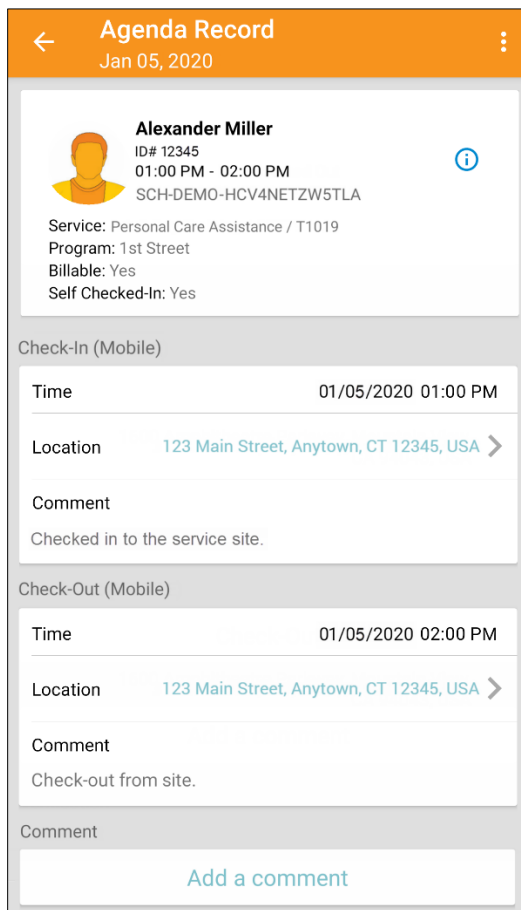 Agenda Record
Jan 05, 2020
Alexander Miller
ID# 12345
01:00 PM - 02:00 PM
SCH-DEMO-HCV4NETZW5TLA
Service: Personal Care Assistance / T1019
Program: 1st Street
Billable: Yes
Self Checked-In: Yes
Check-In (Mobile)
Time 01/05/2020 01:00 PM
Location 123 Main Street, Anytown, CT 12345, USA
Comment
Checked in to the service site.
Check-Out (Mobile)
Time 01/05/2020 02:00 PM
Location 123 Main Street, Anytown, CT 12345, USA
Comment
Check-out from site.
Comment
Add a comment